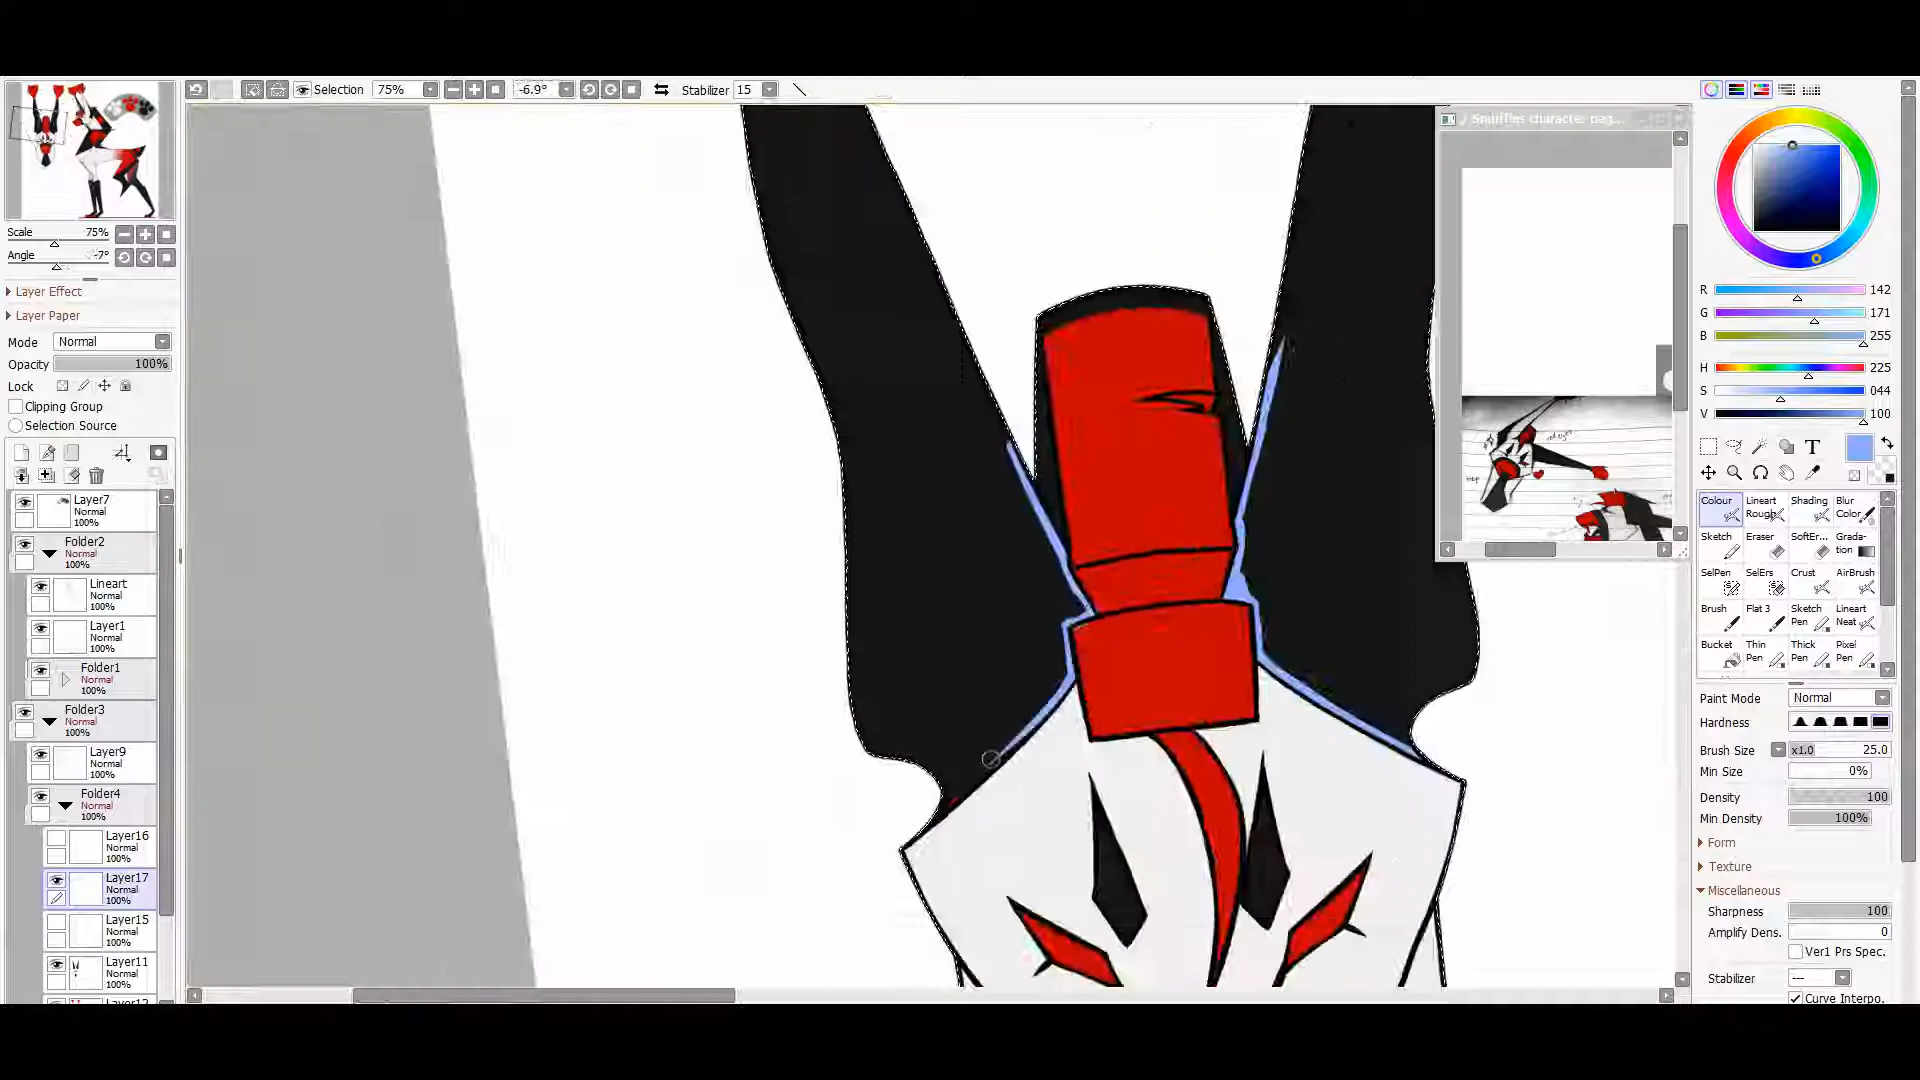 Selection 75% -6.9° Stabilizer 15
Snuffles character pag...
Scale 75%
Angle -7°
Layer Effect
Layer Paper
Mode Normal
Opacity 100%
Lock
Clipping Group
Selection Source
Layer7
Normal
100%
Folder2
Normal
100%
Lineart
Normal
100%
Layer1
Normal
100%
Folder1
Normal
100%
Folder3
Normal
100%
Layer9
Normal
100%
Folder4
Normal
100%
Layer16
Normal
100%
Layer17
Normal
100%
Layer15
Normal
100%
Layer11
Normal
100%
red eyes
R 142
G 171
B 255
H 225
S 044
V 100
T
Colour Lineart Rough Shading Blur Color
Sketch Eraser SoftEr... Grada-tion
SelPen SelErs Crust AirBrush
Brush Flat 3 Sketch Pen Lineart Neat
Bucket Thin Pen Thick Pen Pixel Pen
Paint Mode Normal
Hardness
Brush Size x1.0 25.0
Min Size 0%
Density 100
Min Density 100%
Form
Texture
Miscellaneous
Sharpness 100
Amplify Dens. 0
Ver1 Prs Spec.
Stabilizer ---
Curve Interpo.